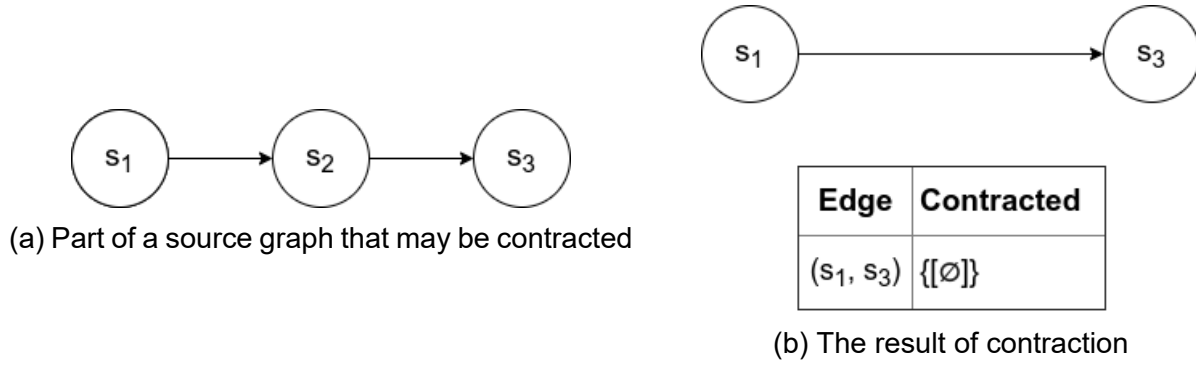 s₁ s₂ s₃
(a) Part of a source graph that may be contracted
s₁ s₃
Edge Contracted
(s₁, s₃) {[∅]}
(b) The result of contraction